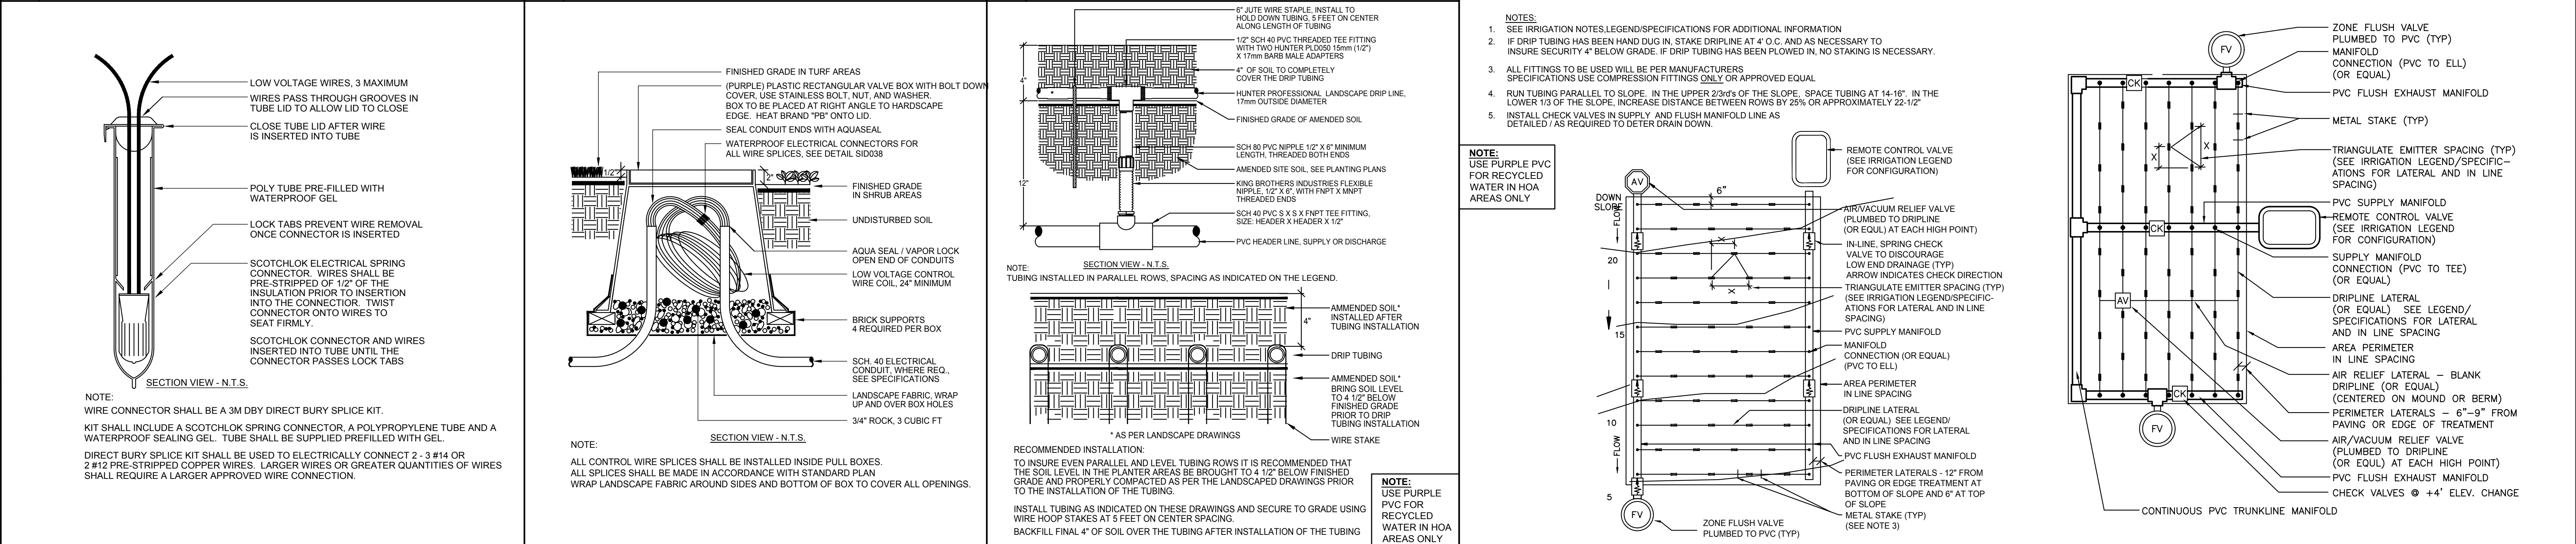 LOW VOLTAGE WIRES, 3 MAXIMUM
WIRES PASS THROUGH GROOVES IN
TUBE LID TO ALLOW LID TO CLOSE
CLOSE TUBE LID AFTER WIRE
IS INSERTED INTO TUBE
POLY TUBE PRE-FILLED WITH
WATERPROOF GEL
LOCK TABS PREVENT WIRE REMOVAL
ONCE CONNECTOR IS INSERTED
SCOTCHLOK ELECTRICAL SPRING
CONNECTOR. WIRES SHALL BE
PRE-STRIPPED OF 1/2" OF THE
INSULATION PRIOR TO INSERTION
INTO THE CONNECTIOR. TWIST
CONNECTOR ONTO WIRES TO
SEAT FIRMLY.
SCOTCHLOK CONNECTOR AND WIRES
INSERTED INTO TUBE UNTIL THE
CONNECTOR PASSES LOCK TABS
SECTION VIEW - N.T.S.
NOTE:
WIRE CONNECTOR SHALL BE A 3M DBY DIRECT BURY SPLICE KIT.
KIT SHALL INCLUDE A SCOTCHLOK SPRING CONNECTOR, A POLYPROPYLENE TUBE AND A
WATERPROOF SEALING GEL. TUBE SHALL BE SUPPLIED PREFILLED WITH GEL.
DIRECT BURY SPLICE KIT SHALL BE USED TO ELECTRICALLY CONNECT 2 - 3 #14 OR
2 #12 PRE-STRIPPED COPPER WIRES. LARGER WIRES OR GREATER QUANTITIES OF WIRES
SHALL REQUIRE A LARGER APPROVED WIRE CONNECTION.
FINISHED GRADE IN TURF AREAS
(PURPLE) PLASTIC RECTANGULAR VALVE BOX WITH BOLT DOWN
COVER, USE STAINLESS BOLT, NUT, AND WASHER.
BOX TO BE PLACED AT RIGHT ANGLE TO HARDSCAPE
EDGE. HEAT BRAND "PB" ONTO LID.
SEAL CONDUIT ENDS WITH AQUASEAL
WATERPROOF ELECTRICAL CONNECTORS FOR
ALL WIRE SPLICES, SEE DETAIL SID038
1/2"
2"
FINISHED GRADE
IN SHRUB AREAS
UNDISTURBED SOIL
AQUA SEAL / VAPOR LOCK
OPEN END OF CONDUITS
LOW VOLTAGE CONTROL
WIRE COIL, 24" MINIMUM
BRICK SUPPORTS
4 REQUIRED PER BOX
SCH. 40 ELECTRICAL
CONDUIT, WHERE REQ.,
SEE SPECIFICATIONS
LANDSCAPE FABRIC, WRAP
UP AND OVER BOX HOLES
3/4" ROCK, 3 CUBIC FT
SECTION VIEW - N.T.S.
NOTE:
ALL CONTROL WIRE SPLICES SHALL BE INSTALLED INSIDE PULL BOXES.
ALL SPLICES SHALL BE MADE IN ACCORDANCE WITH STANDARD PLAN
WRAP LANDSCAPE FABRIC AROUND SIDES AND BOTTOM OF BOX TO COVER ALL OPENINGS.
6" JUTE WIRE STAPLE, INSTALL TO
HOLD DOWN TUBING, 5 FEET ON CENTER
ALONG LENGTH OF TUBING
1/2" SCH 40 PVC THREADED TEE FITTING
WITH TWO HUNTER PLD050 15mm (1/2")
X 17mm BARB MALE ADAPTERS
4" OF SOIL TO COMPLETELY
COVER THE DRIP TUBING
4"
HUNTER PROFESSIONAL LANDSCAPE DRIP LINE,
17mm OUTSIDE DIAMETER
FINISHED GRADE OF AMENDED SOIL
SCH 80 PVC NIPPLE 1/2" X 6" MINIMUM
LENGTH, THREADED BOTH ENDS
AMENDED SITE SOIL, SEE PLANTING PLANS
12"
KING BROTHERS INDUSTRIES FLEXIBLE
NIPPLE, 1/2" X 6", WITH FNPT X MNPT
THREADED ENDS
SCH 40 PVC S X S X FNPT TEE FITTING,
SIZE: HEADER X HEADER X 1/2"
PVC HEADER LINE, SUPPLY OR DISCHARGE
SECTION VIEW - N.T.S.
NOTE:
TUBING INSTALLED IN PARALLEL ROWS, SPACING AS INDICATED ON THE LEGEND.
AMMENDED SOIL*
INSTALLED AFTER
TUBING INSTALLATION
4"
DRIP TUBING
AMMENDED SOIL*
BRING SOIL LEVEL
TO 4 1/2" BELOW
FINISHED GRADE
PRIOR TO DRIP
TUBING INSTALLATION
WIRE STAKE
* AS PER LANDSCAPE DRAWINGS
RECOMMENDED INSTALLATION:
TO INSURE EVEN PARALLEL AND LEVEL TUBING ROWS IT IS RECOMMENDED THAT
THE SOIL LEVEL IN THE PLANTER AREAS BE BROUGHT TO 4 1/2" BELOW FINISHED
GRADE AND PROPERLY COMPACTED AS PER THE LANDSCAPED DRAWINGS PRIOR
TO THE INSTALLATION OF THE TUBING.
INSTALL TUBING AS INDICATED ON THESE DRAWINGS AND SECURE TO GRADE USING
WIRE HOOP STAKES AT 5 FEET ON CENTER SPACING.
BACKFILL FINAL 4" OF SOIL OVER THE TUBING AFTER INSTALLATION OF THE TUBING
NOTE:
USE PURPLE
PVC FOR
RECYCLED
WATER IN HOA
AREAS ONLY
NOTES:
1. SEE IRRIGATION NOTES,LEGEND/SPECIFICATIONS FOR ADDITIONAL INFORMATION
2. IF DRIP TUBING HAS BEEN HAND DUG IN, STAKE DRIPLINE AT 4' O.C. AND AS NECESSARY TO
INSURE SECURITY 4" BELOW GRADE. IF DRIP TUBING HAS BEEN PLOWED IN, NO STAKING IS NECESSARY.
3. ALL FITTINGS TO BE USED WILL BE PER MANUFACTURERS
SPECIFICATIONS USE COMPRESSION FITTINGS ONLY OR APPROVED EQUAL
4. RUN TUBING PARALLEL TO SLOPE. IN THE UPPER 2/3rd's OF THE SLOPE, SPACE TUBING AT 14-16". IN THE
LOWER 1/3 OF THE SLOPE, INCREASE DISTANCE BETWEEN ROWS BY 25% OR APPROXIMATELY 22-1/2"
5. INSTALL CHECK VALVES IN SUPPLY AND FLUSH MANIFOLD LINE AS
DETAILED / AS REQUIRED TO DETER DRAIN DOWN.
NOTE:
USE PURPLE PVC
FOR RECYCLED
WATER IN HOA
AREAS ONLY
REMOTE CONTROL VALVE
(SEE IRRIGATION LEGEND
FOR CONFIGURATION)
AV
DOWN
SLOPE
FLOW
6"
AIR/VACUUM RELIEF VALVE
(PLUMBED TO DRIPLINE
(OR EQUAL) AT EACH HIGH POINT)
IN-LINE, SPRING CHECK
VALVE TO DISCOURAGE
LOW END DRAINAGE (TYP)
ARROW INDICATES CHECK DIRECTION
X
X
20
TRIANGULATE EMITTER SPACING (TYP)
(SEE IRRIGATION LEGEND/SPECIFIC-
ATIONS FOR LATERAL AND IN LINE
SPACING)
15
PVC SUPPLY MANIFOLD
MANIFOLD
CONNECTION (OR EQUAL)
(PVC TO ELL)
AREA PERIMETER
IN LINE SPACING
10
DRIPLINE LATERAL
(OR EQUAL) SEE LEGEND/
SPECIFICATIONS FOR LATERAL
AND IN LINE SPACING
FLOW
PVC FLUSH EXHAUST MANIFOLD
PERIMETER LATERALS - 12" FROM
PAVING OR EDGE TREATMENT AT
BOTTOM OF SLOPE AND 6" AT TOP
OF SLOPE
5
METAL STAKE (TYP)
(SEE NOTE 3)
FV
ZONE FLUSH VALVE
PLUMBED TO PVC (TYP)
FV
ZONE FLUSH VALVE
PLUMBED TO PVC (TYP)
MANIFOLD
CONNECTION (PVC TO ELL)
(OR EQUAL)
CK
PVC FLUSH EXHAUST MANIFOLD
METAL STAKE (TYP)
X
X
TRIANGULATE EMITTER SPACING (TYP)
(SEE IRRIGATION LEGEND/SPECIFIC-
ATIONS FOR LATERAL AND IN LINE
SPACING)
PVC SUPPLY MANIFOLD
REMOTE CONTROL VALVE
(SEE IRRIGATION LEGEND
FOR CONFIGURATION)
CK
SUPPLY MANIFOLD
CONNECTION (PVC TO TEE)
(OR EQUAL)
AV
DRIPLINE LATERAL
(OR EQUAL) SEE LEGEND/
SPECIFICATIONS FOR LATERAL
AND IN LINE SPACING
AREA PERIMETER
IN LINE SPACING
AIR RELIEF LATERAL - BLANK
DRIPLINE (OR EQUAL)
(CENTERED ON MOUND OR BERM)
CK
PERIMETER LATERALS - 6"-9" FROM
PAVING OR EDGE OF TREATMENT
FV
AIR/VACUUM RELIEF VALVE
(PLUMBED TO DRIPLINE
(OR EQUL) AT EACH HIGH POINT)
PVC FLUSH EXHAUST MANIFOLD
CHECK VALVES @ +4' ELEV. CHANGE
CONTINUOUS PVC TRUNKLINE MANIFOLD